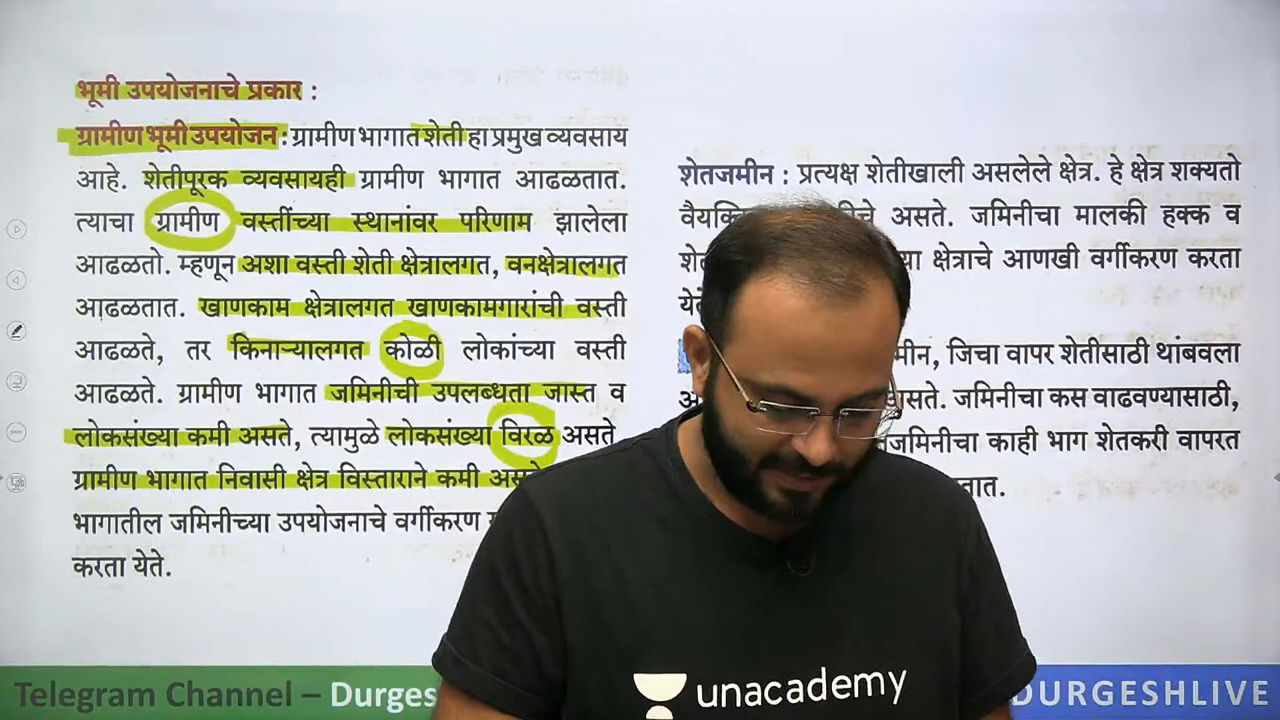 भूमी उपयोजनाचे प्रकार :
ग्रामीण भूमी उपयोजन : ग्रामीण भागात शेती हा प्रमुख व्यवसाय
आहे. शेतीपूरक व्यवसायही ग्रामीण भागात आढळतात.
त्याचा ग्रामीण वस्तींच्या स्थानांवर परिणाम झालेला
आढळतो. म्हणून अशा वस्ती शेती क्षेत्रालगत, वनक्षेत्रालगत
आढळतात. खाणकाम क्षेत्रालगत खाणकामगारांची वस्ती
आढळते, तर किनाऱ्यालगत कोळी लोकांच्या वस्ती
आढळते. ग्रामीण भागात जमिनीची उपलब्धता जास्त व
लोकसंख्या कमी असते, त्यामुळे लोकसंख्या विरळ असते
ग्रामीण भागात निवासी क्षेत्र विस्ताराने कमी
भागातील जमिनीच्या उपयोजनाचे वर्गीकरण
करता येते.
शेतजमीन : प्रत्यक्ष शेतीखाली असलेले क्षेत्र. हे क्षेत्र शक्यतो
असते. जमिनीचा मालकी हक्क व
क्षेत्राचे आणखी वर्गीकरण करता
जिचा वापर शेतीसाठी थांबवला
जमिनीचा कस वाढवण्यासाठी,
काही भाग शेतकरी वापरत
Telegram Channel – Durges
DURGESHLIVE
unacademy